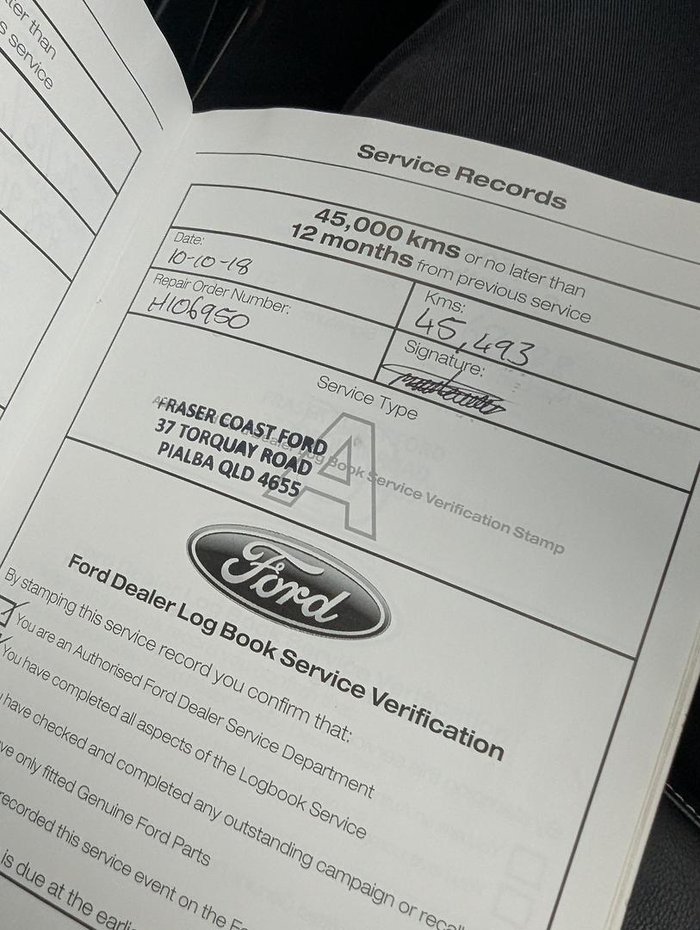 ter than
s service
Service Records
45,000 kms or no later than
12 months from previous service
Date:
10-10-18
Kms:
45,493
Repair Order Number:
H106950
Signature:
Service Type
A
Dealer Log Book Service Verification Stamp
FRASER COAST FORD
37 TORQUAY ROAD
PIALBA QLD 4655
Ford
Ford Dealer Log Book Service Verification
By stamping this service record you confirm that:
You are an Authorised Ford Dealer Service Department
You have completed all aspects of the Logbook Service
have checked and completed any outstanding campaign or recall
ve only fitted Genuine Ford Parts
recorded this service event on the F
is due at the earli